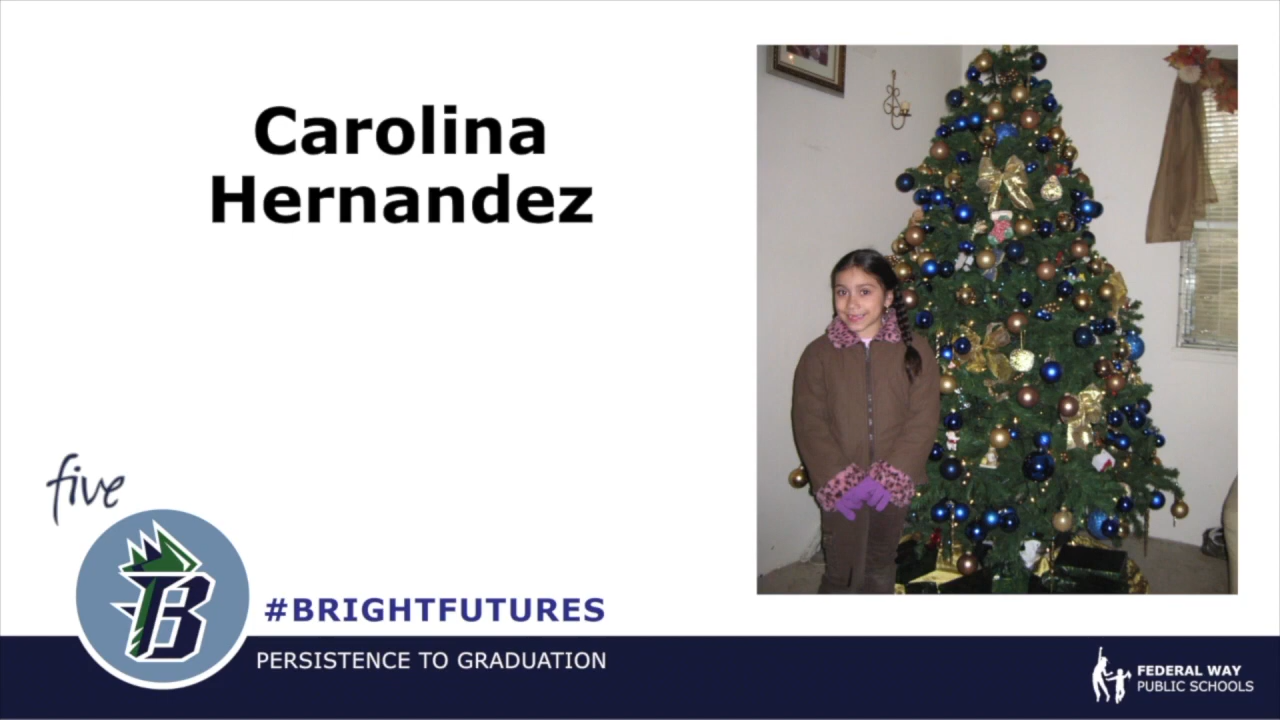 Carolina
Hernandez
five
B
#BRIGHTFUTURES
PERSISTENCE TO GRADUATION
FEDERAL WAY
PUBLIC SCHOOLS